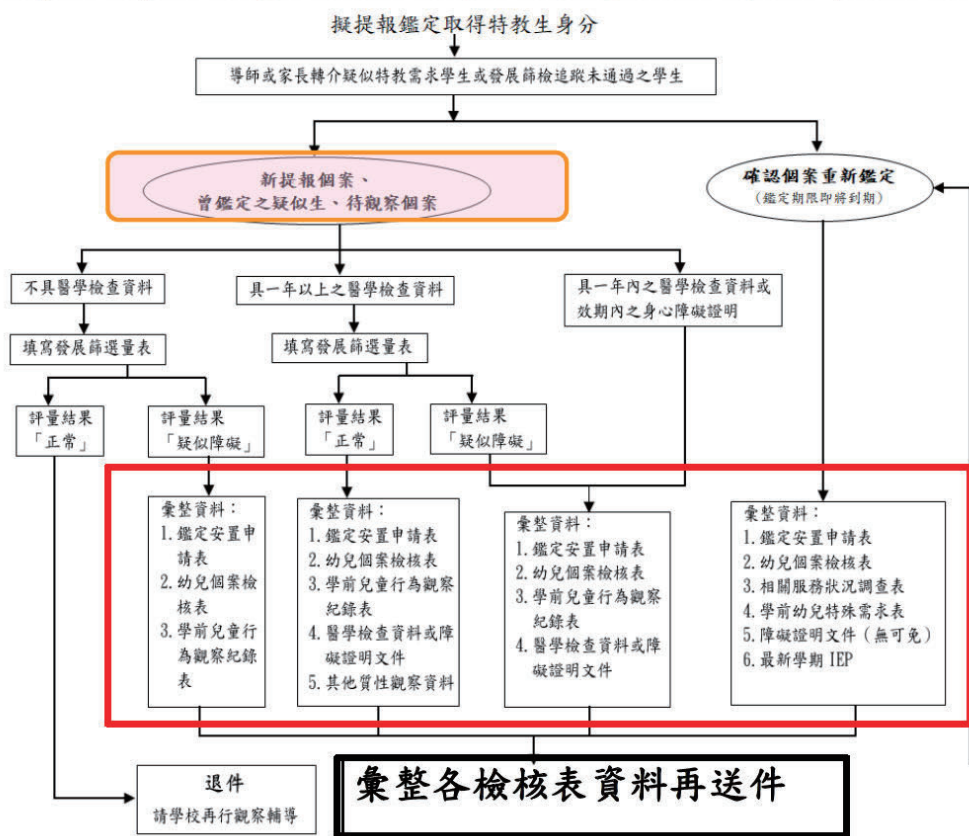 擬提報鑑定取得特教生身分
導師或家長轉介疑似特教需求學生或發展篩檢追蹤未通過之學生
新提報個案、
曾鑑定之疑似生、待觀察個案
確認個案重新鑑定
(鑑定期限即將到期)
不具醫學檢查資料
具一年以上之醫學檢查資料
具一年內之醫學檢查資料或
效期內之身心障礙證明
填寫發展篩選量表
填寫發展篩選量表
評量結果
「正常」
評量結果
「疑似障礙」
評量結果
「正常」
評量結果
「疑似障礙」
彙整資料：
1. 鑑定安置申
請表
2. 幼兒個案檢
核表
3. 學前兒童行
為觀察紀錄
表
彙整資料：
1. 鑑定安置申請表
2. 幼兒個案檢核表
3. 學前兒童行為觀察
紀錄表
4. 醫學檢查資料或障
礙證明文件
5. 其他質性觀察資料
彙整資料：
1. 鑑定安置申請表
2. 幼兒個案檢核表
3. 學前兒童行為觀察
紀錄表
4. 醫學檢查資料或障
礙證明文件
彙整資料：
1. 鑑定安置申請表
2. 幼兒個案檢核表
3. 相關服務狀況調查表
4. 學前幼兒特殊需求表
5. 障礙證明文件（無可免）
6. 最新學期 IEP
退件
請學校再行觀察輔導
彙整各檢核表資料再送件